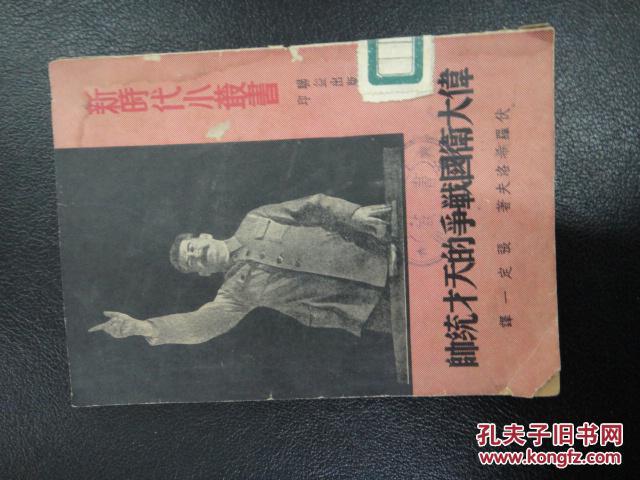 新時代小叢書
偉大衛國戰爭的天才統帥
伏羅希洛夫著 張定一譯
孔夫子旧书网
www.kongfz.com